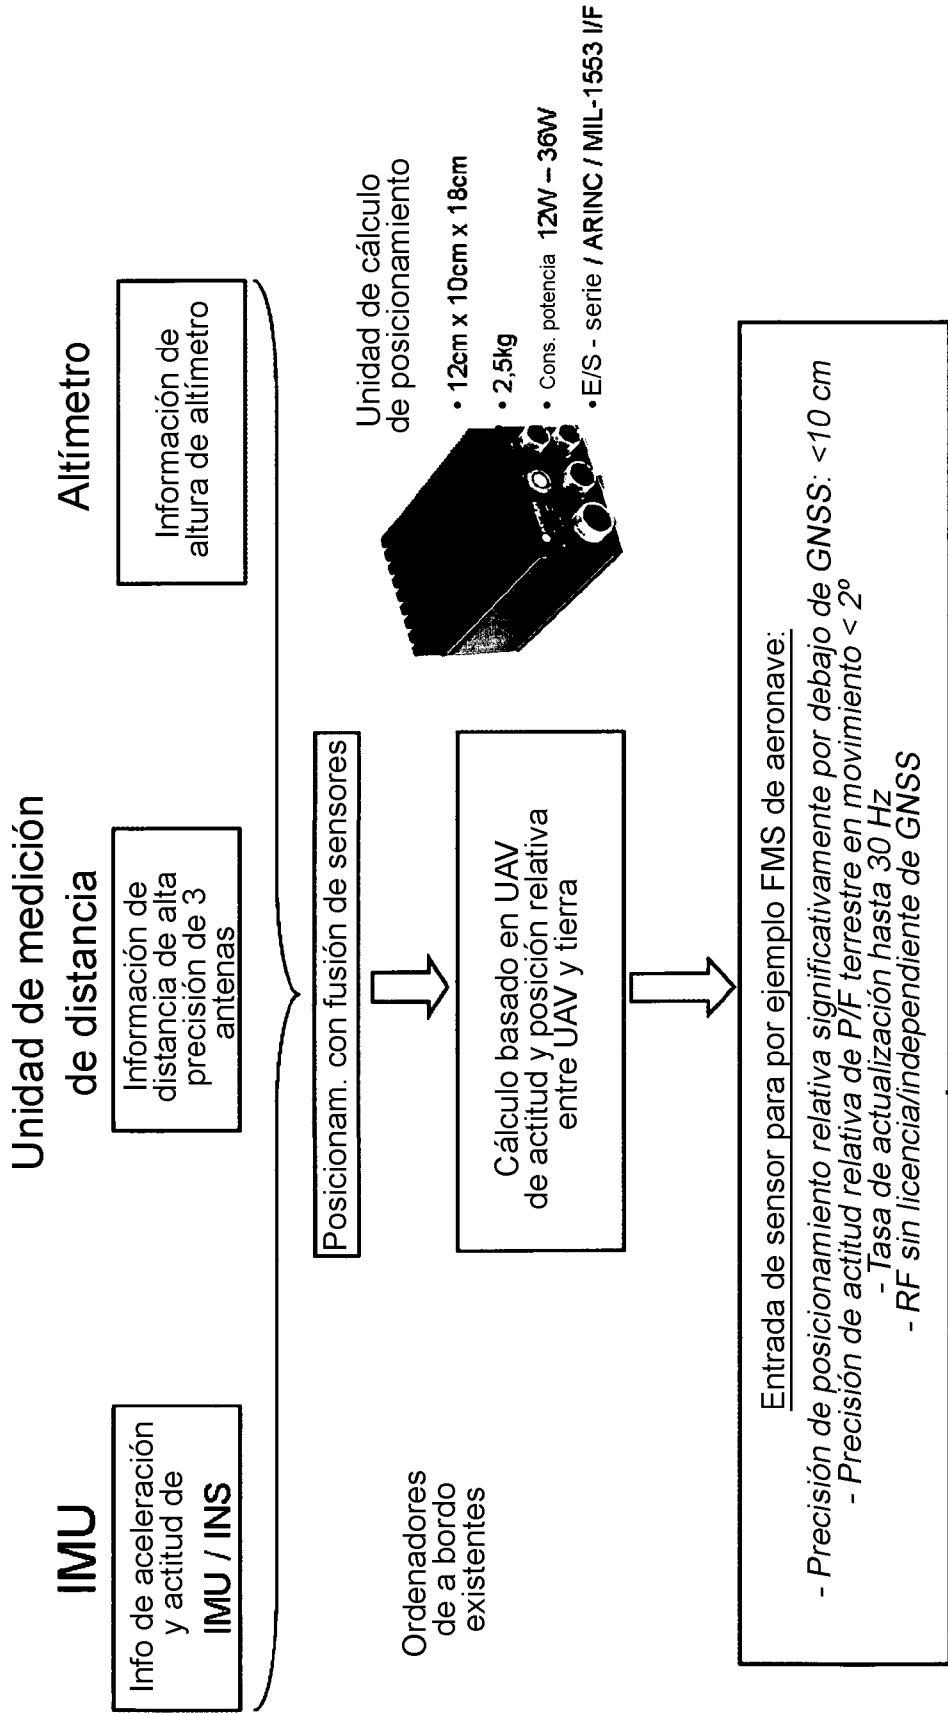 IMU
Info de aceleración
y actitud de
IMU / INS
Unidad de medición
de distancia
Información de
distancia de alta
precisión de 3
antenas
Altímetro
Información de
altura de altímetro
Posicionam. con fusión de sensores
Ordenadores
de a bordo
existentes
Cálculo basado en UAV
de actitud y posición relativa
entre UAV y tierra
Unidad de cálculo
de posicionamiento
• 12cm x 10cm x 18cm
• 2,5kg
• Cons. potencia 12W – 36W
• E/S - serie / ARINC / MIL-1553 I/F
Entrada de sensor para por ejemplo FMS de aeronave:
- Precisión de posicionamiento relativa significativamente por debajo de GNSS: <10 cm
- Precisión de actitud relativa de P/F terrestre en movimiento < 2º
- Tasa de actualización hasta 30 Hz
- RF sin licencia/independiente de GNSS